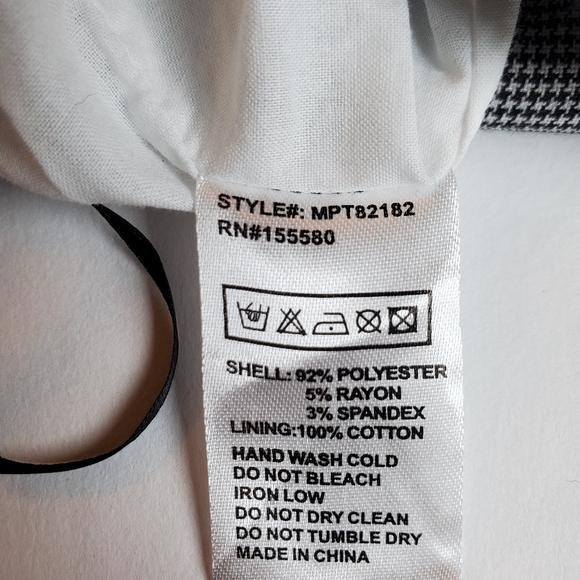 STYLE#: MPT82182
RN#155580
SHELL: 92% POLYESTER
5% RAYON
3% SPANDEX
LINING:100% COTTON
HAND WASH COLD
DO NOT BLEACH
IRON LOW
DO NOT DRY CLEAN
DO NOT TUMBLE DRY
MADE IN CHINA